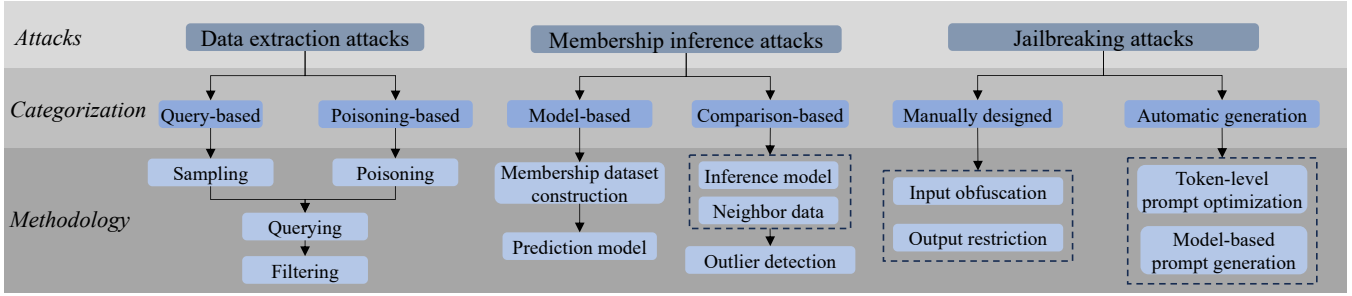 Attacks
Data extraction attacks
Membership inference attacks
Jailbreaking attacks
Categorization
Query-based
Poisoning-based
Model-based
Comparison-based
Manually designed
Automatic generation
Methodology
Sampling
Poisoning
Querying
Filtering
Membership dataset
construction
Prediction model
Inference model
Neighbor data
Outlier detection
Input obfuscation
Output restriction
Token-level
prompt optimization
Model-based
prompt generation